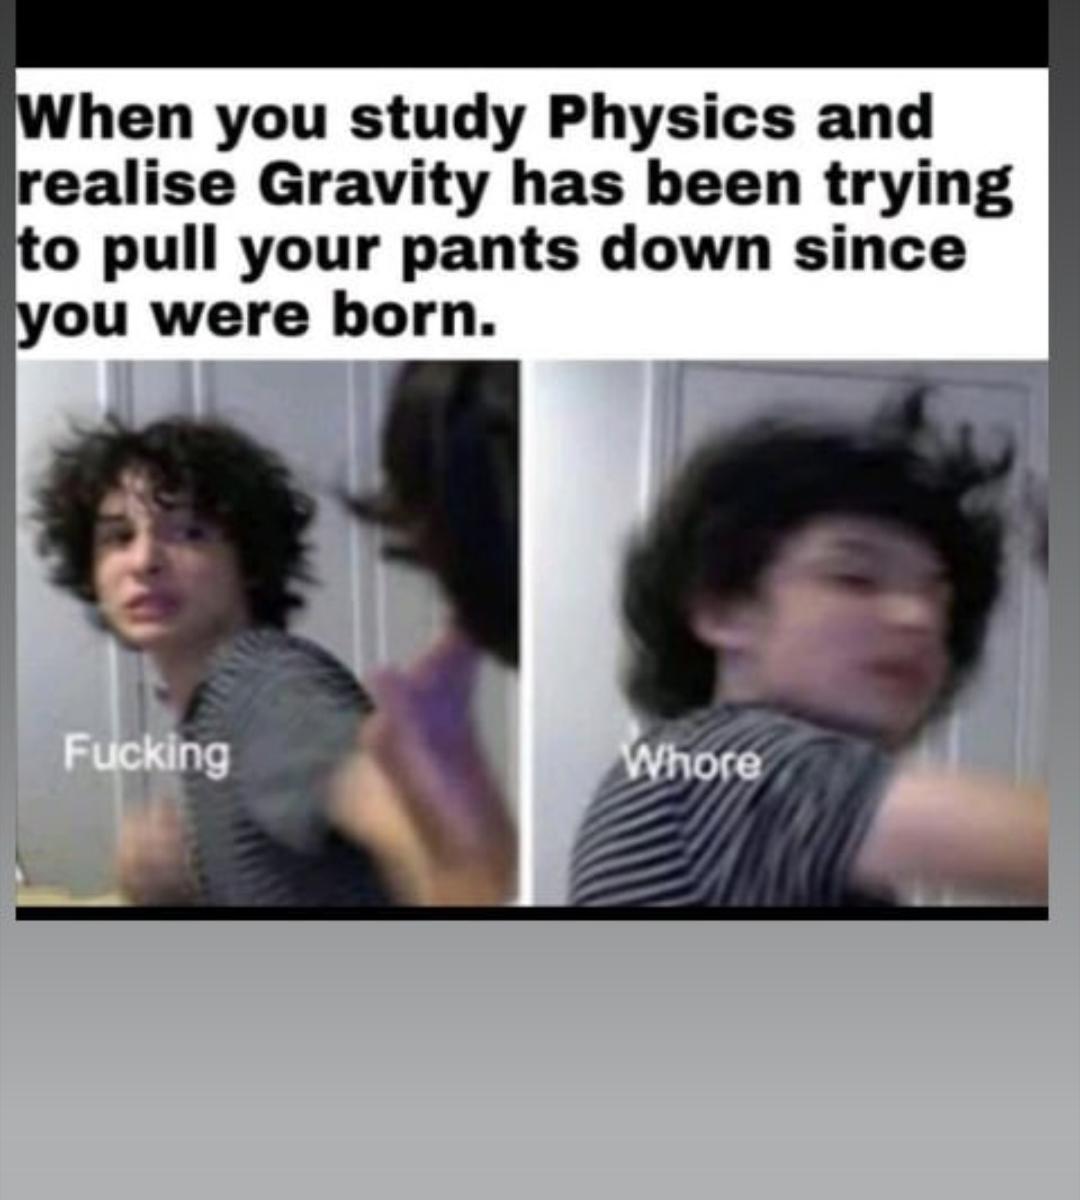 When you study Physics and
realise Gravity has been trying
to pull your pants down since
you were born.
Fucking
Whore